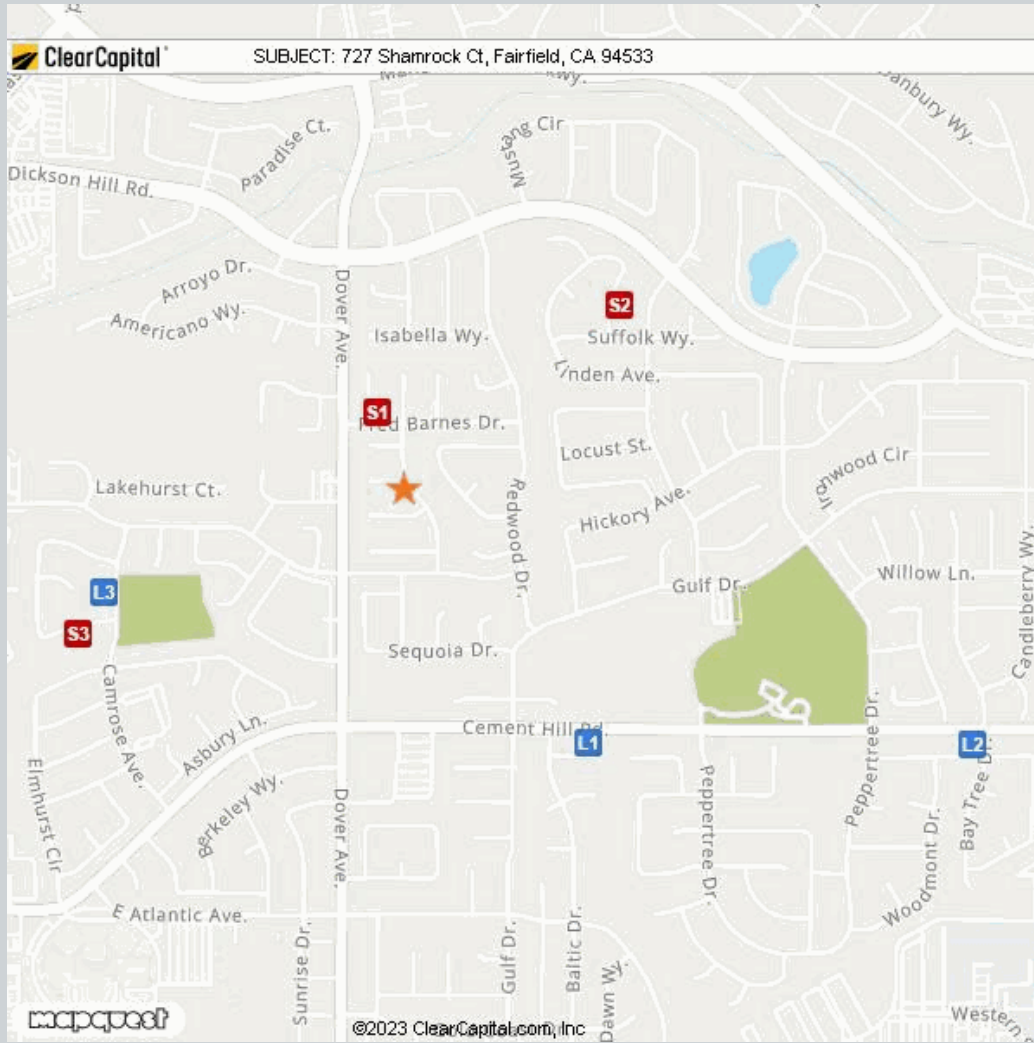 ClearCapital
SUBJECT: 727 Shamrock Ct, Fairfield, CA 94533
Danbury Wy.
Paradise Ct.
Mustang Cir
Dickson Hill Rd.
Arroyo Dr.
Americano Wy.
Dover Ave.
Isabella Wy.
S2
Suffolk Wy.
Linden Ave.
S1
Fred Barnes Dr.
Locust St.
Ironwood Cir
Lakehurst Ct.
Redwood Dr.
Hickory Ave.
L3
Gulf Dr.
Willow Ln.
Candleberry Wy.
S3
Sequoia Dr.
Camrose Ave.
Asbury Ln.
Cement Hill Rd.
L1
L2
Peppertree Dr.
Elmhurst Cir
Berkeley Wy.
Dover Ave.
Peppertree Dr.
Bay Tree Dr.
Woodmont Dr.
E Atlantic Ave.
Sunrise Dr.
Gulf Dr.
Baltic Dr.
Dawn Wy.
Western
mapquest
©2023 ClearCapital.com, Inc